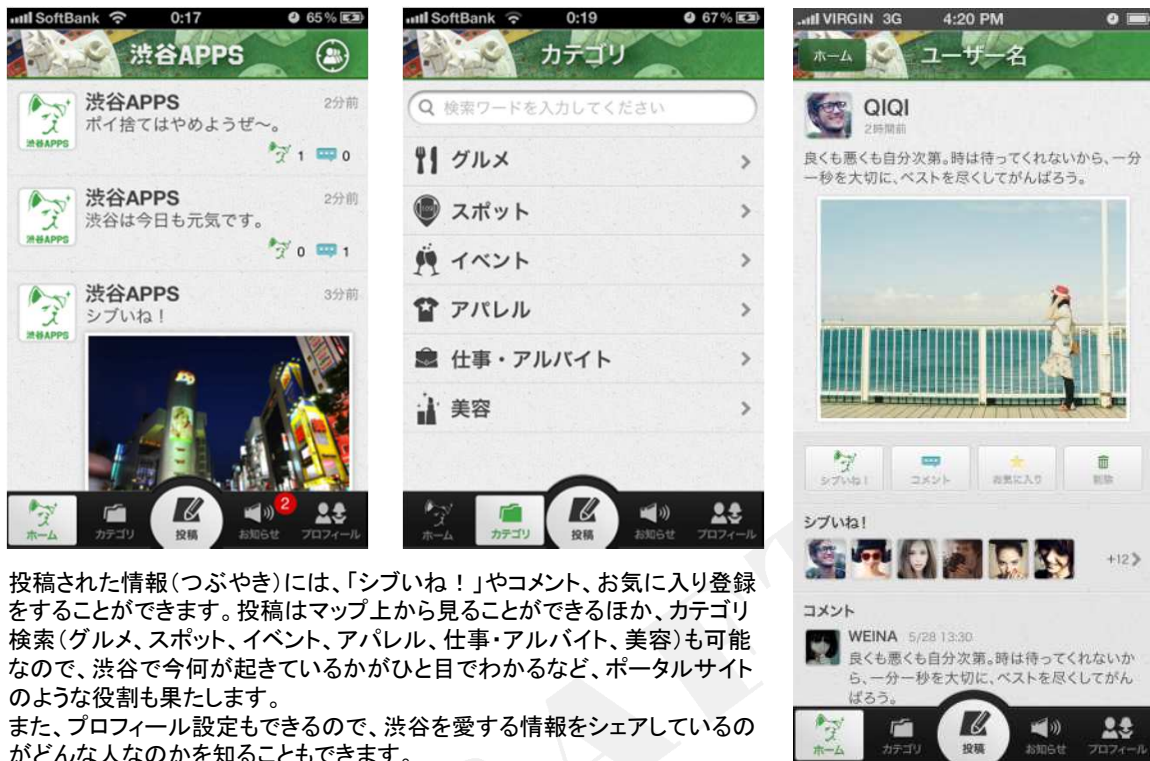 SoftBank 0:17 65%
渋谷APPS
渋谷APPS 2分前
ポイ捨てはやめようぜ〜。
渋谷APPS
1 0
渋谷APPS 2分前
渋谷は今日も元気です。
渋谷APPS
0 1
渋谷APPS 3分前
シブいね！
渋谷APPS
2
ホーム カテゴリ 投稿 お知らせ プロフィール
SoftBank 0:19 67%
カテゴリ
検索ワードを入力してください
グルメ
スポット
イベント
アパレル
仕事・アルバイト
美容
ホーム カテゴリ 投稿 お知らせ プロフィール
VIRGIN 3G 4:20 PM
ホーム ユーザー名
QIQI
2時間前
良くも悪くも自分次第。時は待ってくれないから、一分
一秒を大切に、ベストを尽くしてがんばろう。
シブいね！ コメント お気に入り 削除
シブいね！
+12
コメント
WEINA 5/28 13:30
良くも悪くも自分次第。時は待ってくれないか
ら、一分一秒を大切に、ベストを尽くしてがん
ばろう。
ホーム カテゴリ 投稿 お知らせ プロフィール
投稿された情報（つぶやき）には、「シブいね！」やコメント、お気に入り登録
をすることができます。投稿はマップ上から見ることができるほか、カテゴリ
検索（グルメ、スポット、イベント、アパレル、仕事・アルバイト、美容）も可能
なので、渋谷で今何が起きているかがひと目でわかるなど、ポータルサイト
のような役割も果たします。
また、プロフィール設定もできるので、渋谷を愛する情報をシェアしているの
がどんな人なのかを知ることもできます。